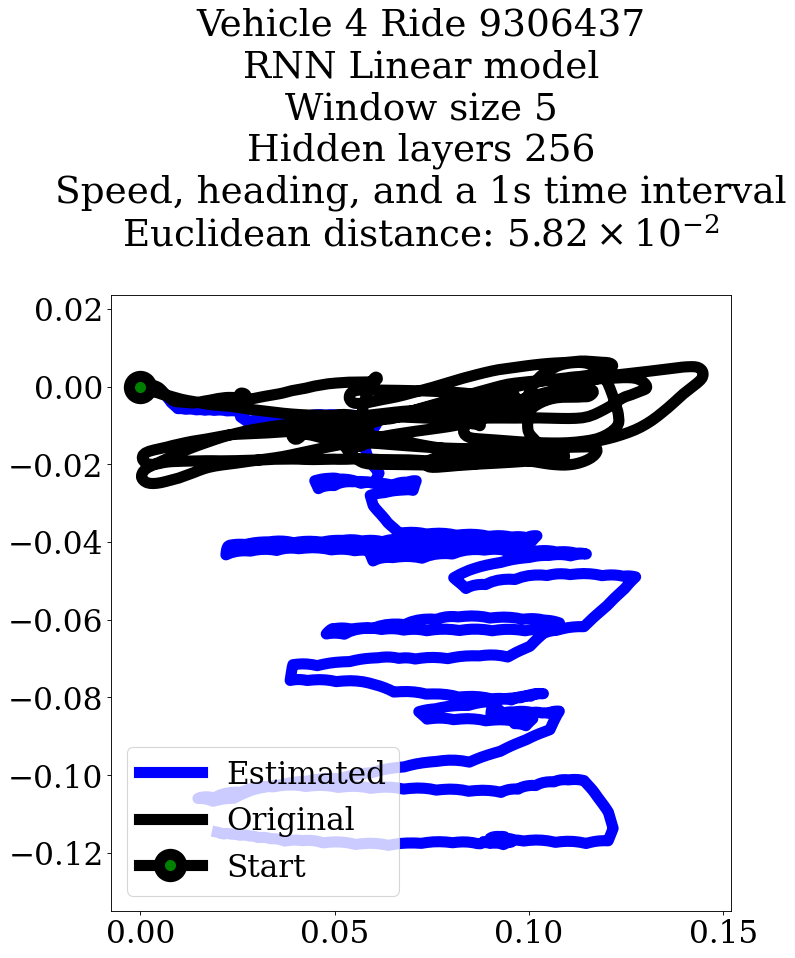 Vehicle 4 Ride 9306437
RNN Linear model
Window size 5
Hidden layers 256
Speed, heading, and a 1s time interval
Euclidean distance: 5.82 × 10⁻²
0.02
0.00
−0.02
−0.04
−0.06
−0.08
−0.10
−0.12
Estimated
Original
Start
0.00 0.05 0.10 0.15